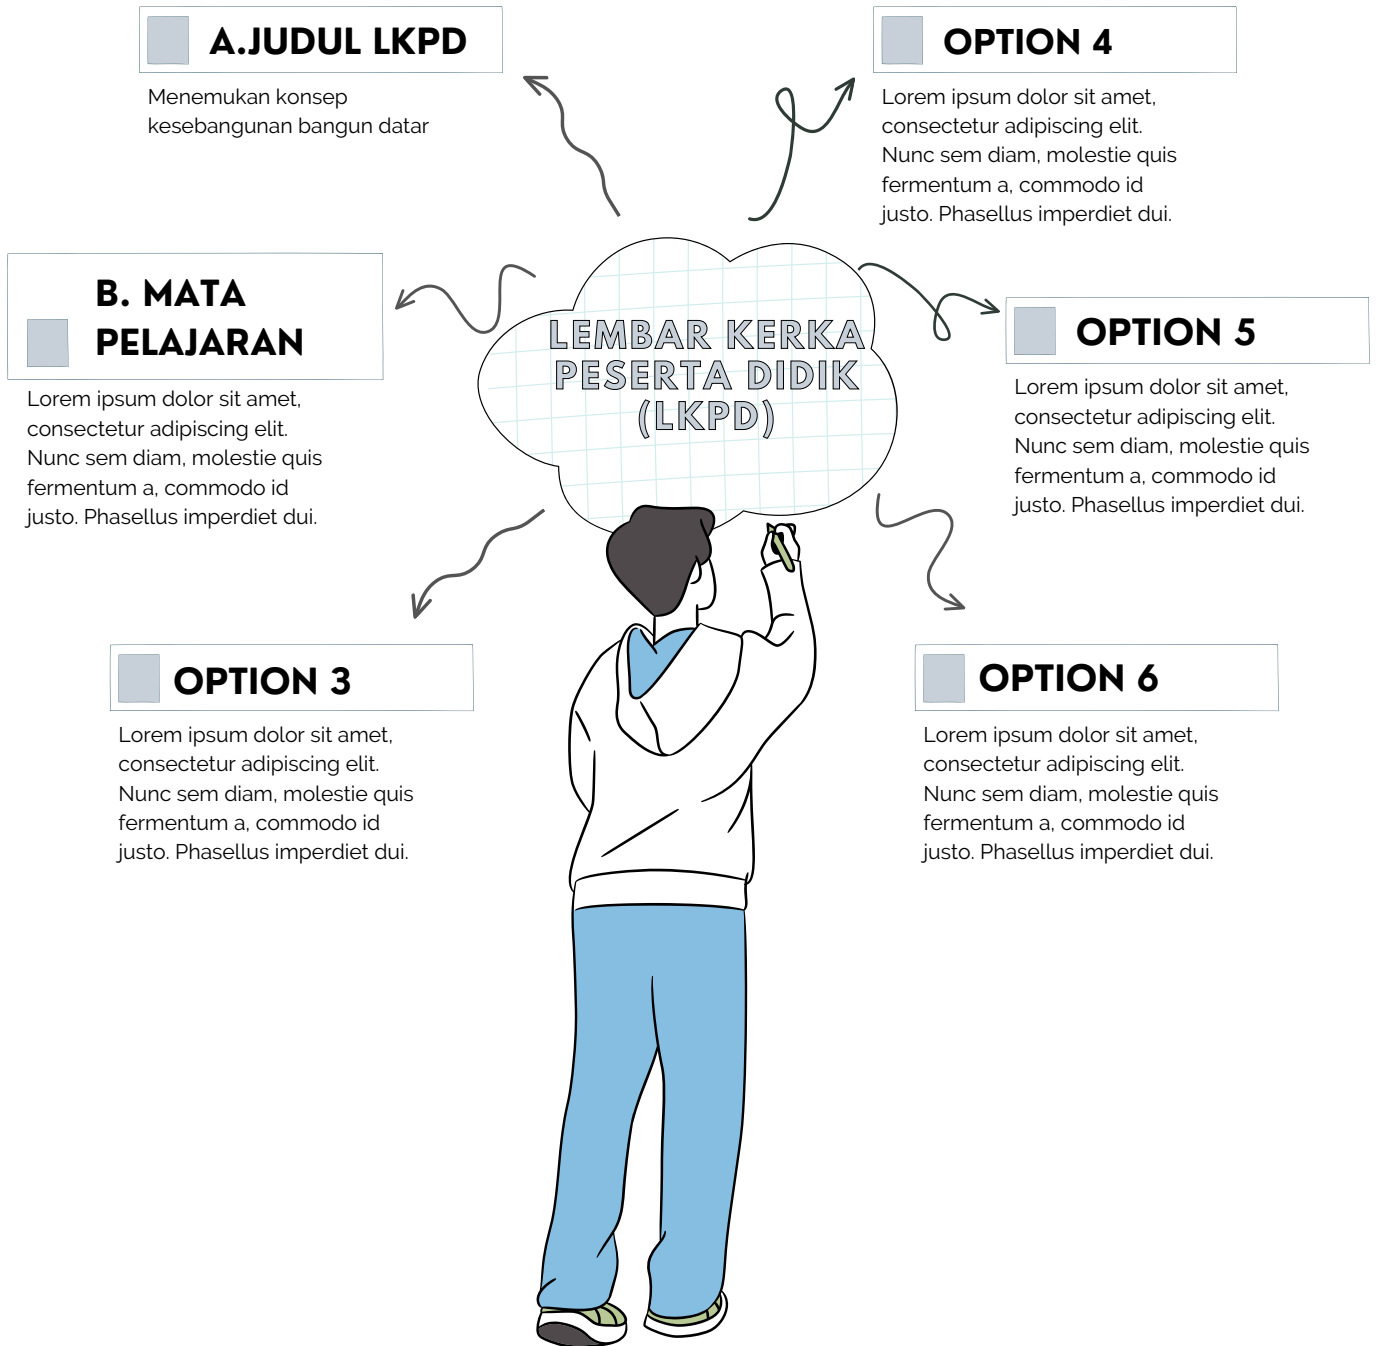 A.JUDUL LKPD
Menemukan konsep
kesebangunan bangun datar
OPTION 4
Lorem ipsum dolor sit amet,
consectetur adipiscing elit.
Nunc sem diam, molestie quis
fermentum a, commodo id
justo. Phasellus imperdiet dui.
B. MATA
PELAJARAN
Lorem ipsum dolor sit amet,
consectetur adipiscing elit.
Nunc sem diam, molestie quis
fermentum a, commodo id
justo. Phasellus imperdiet dui.
LEMBAR KERKA
PESERTA DIDIK
(LKPD)
OPTION 5
Lorem ipsum dolor sit amet,
consectetur adipiscing elit.
Nunc sem diam, molestie quis
fermentum a, commodo id
justo. Phasellus imperdiet dui.
OPTION 3
Lorem ipsum dolor sit amet,
consectetur adipiscing elit.
Nunc sem diam, molestie quis
fermentum a, commodo id
justo. Phasellus imperdiet dui.
OPTION 6
Lorem ipsum dolor sit amet,
consectetur adipiscing elit.
Nunc sem diam, molestie quis
fermentum a, commodo id
justo. Phasellus imperdiet dui.